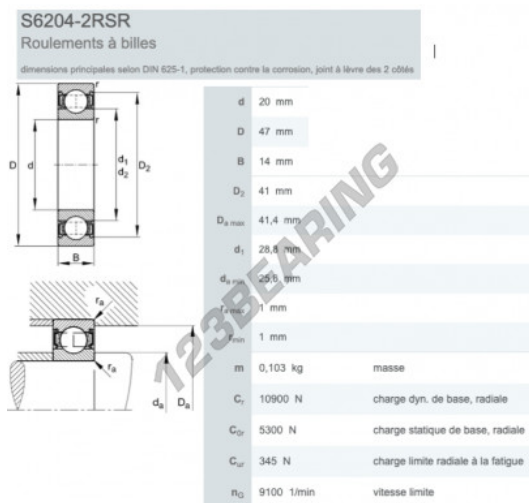 S6204-2RSR
Roulements à billes
dimensions principales selon DIN 625-1, protection contre la corrosion, joint à lèvre des 2 côtés
r
r
D d d1 D2
d2
B
ra
ra
da Da
d 20 mm
D 47 mm
B 14 mm
D2 41 mm
Da max 41,4 mm
d1 28,8 mm
da min 25,6 mm
ra max 1 mm
rmin 1 mm
m 0,103 kg masse
Cr 10900 N charge dyn. de base, radiale
C0r 5300 N charge statique de base, radiale
Cur 345 N charge limite radiale à la fatigue
nG 9100 1/min vitesse limite
123BEARING